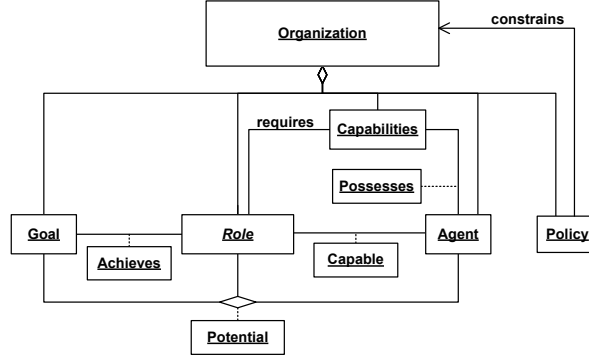 Organization
constrains
requires
Capabilities
Possesses
Goal
Role
Agent
Policy
Achieves
Capable
Potential